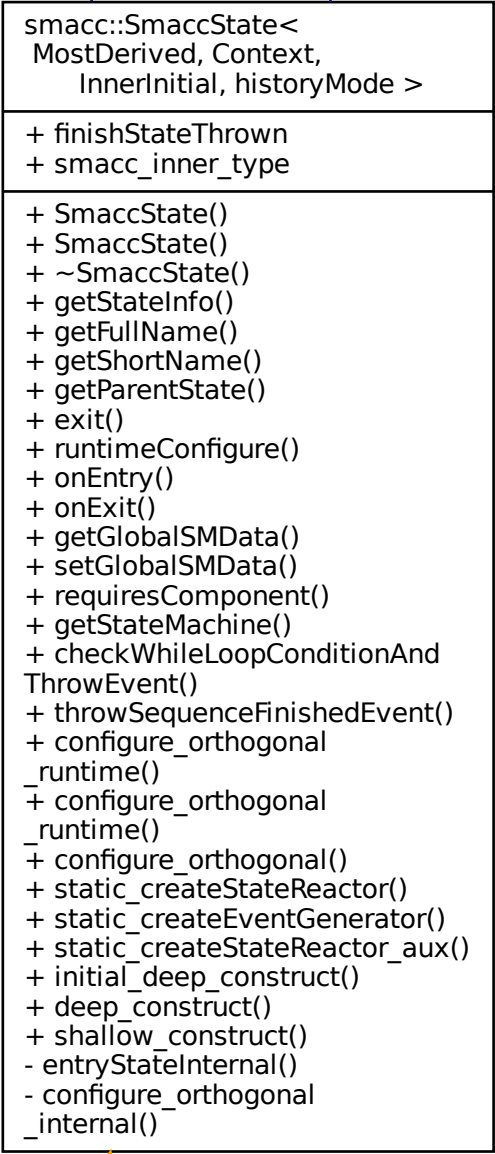 smacc::SmaccState<
MostDerived, Context,
InnerInitial, historyMode >
+ finishStateThrown
+ smacc_inner_type
+ SmaccState()
+ SmaccState()
+ ~SmaccState()
+ getStateInfo()
+ getFullName()
+ getShortName()
+ getParentState()
+ exit()
+ runtimeConfigure()
+ onEntry()
+ onExit()
+ getGlobalSMData()
+ setGlobalSMData()
+ requiresComponent()
+ getStateMachine()
+ checkWhileLoopConditionAnd
ThrowEvent()
+ throwSequenceFinishedEvent()
+ configure_orthogonal
_runtime()
+ configure_orthogonal
_runtime()
+ configure_orthogonal()
+ static_createStateReactor()
+ static_createEventGenerator()
+ static_createStateReactor_aux()
+ initial_deep_construct()
+ deep_construct()
+ shallow_construct()
- entryStateInternal()
- configure_orthogonal
_internal()